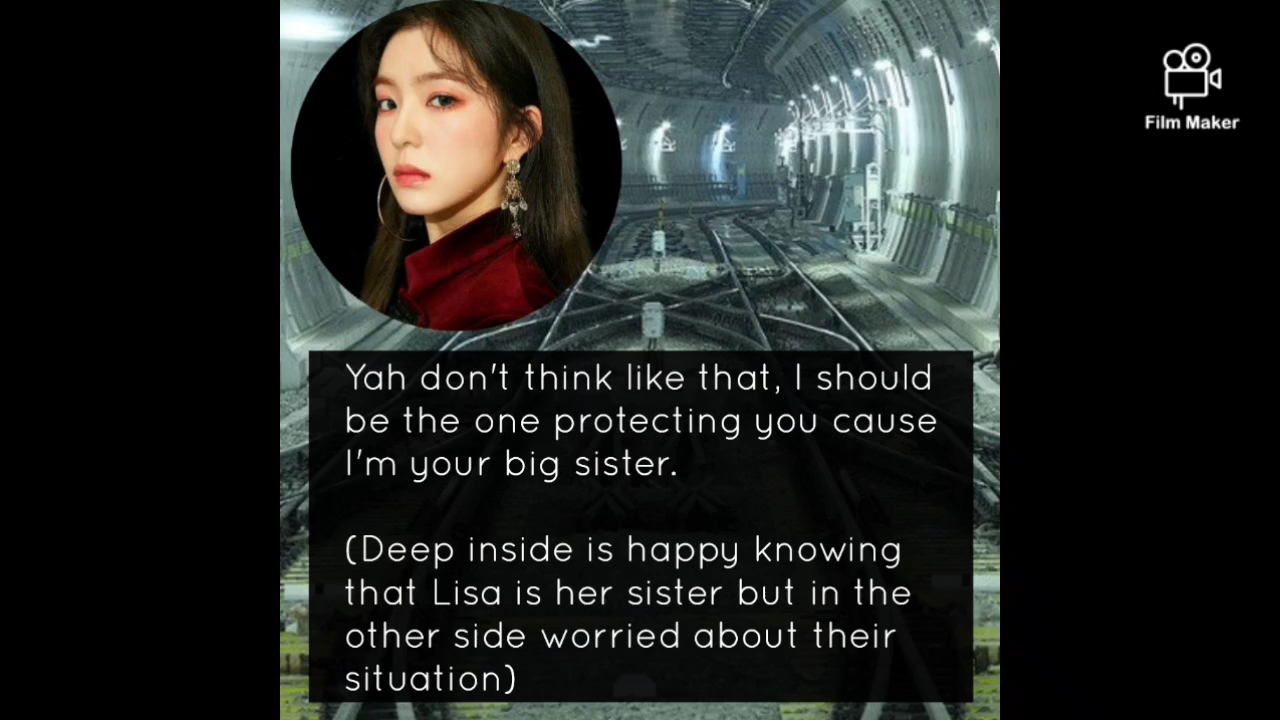 Film Maker
Yah don't think like that, I should
be the one protecting you cause
I'm your big sister.
(Deep inside is happy knowing
that Lisa is her sister but in the
other side worried about their
situation)